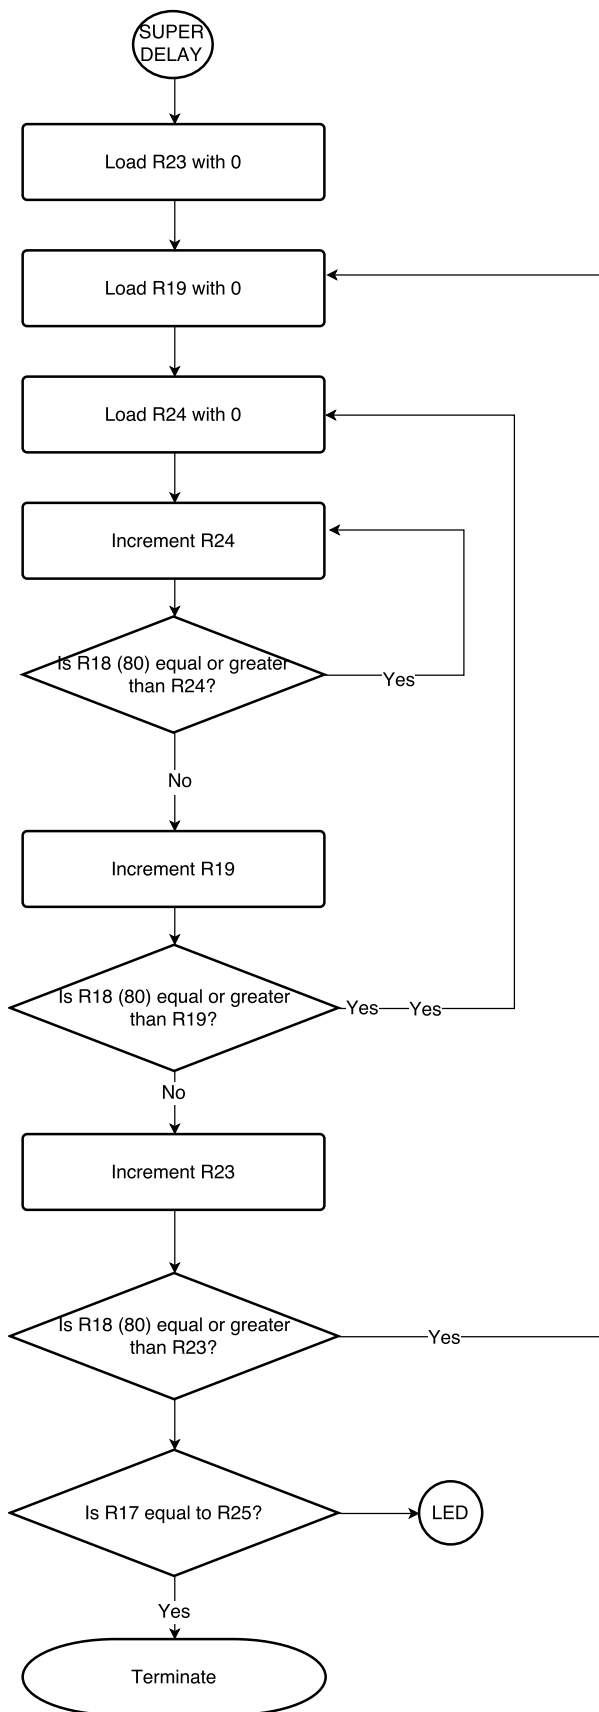 SUPER
DELAY
Load R23 with 0
Load R19 with 0
Load R24 with 0
Increment R24
Is R18 (80) equal or greater
than R24?
Yes
No
Increment R19
Is R18 (80) equal or greater
than R19?
Yes
Yes
No
Increment R23
Is R18 (80) equal or greater
than R23?
Yes
Is R17 equal to R25?
LED
Yes
Terminate